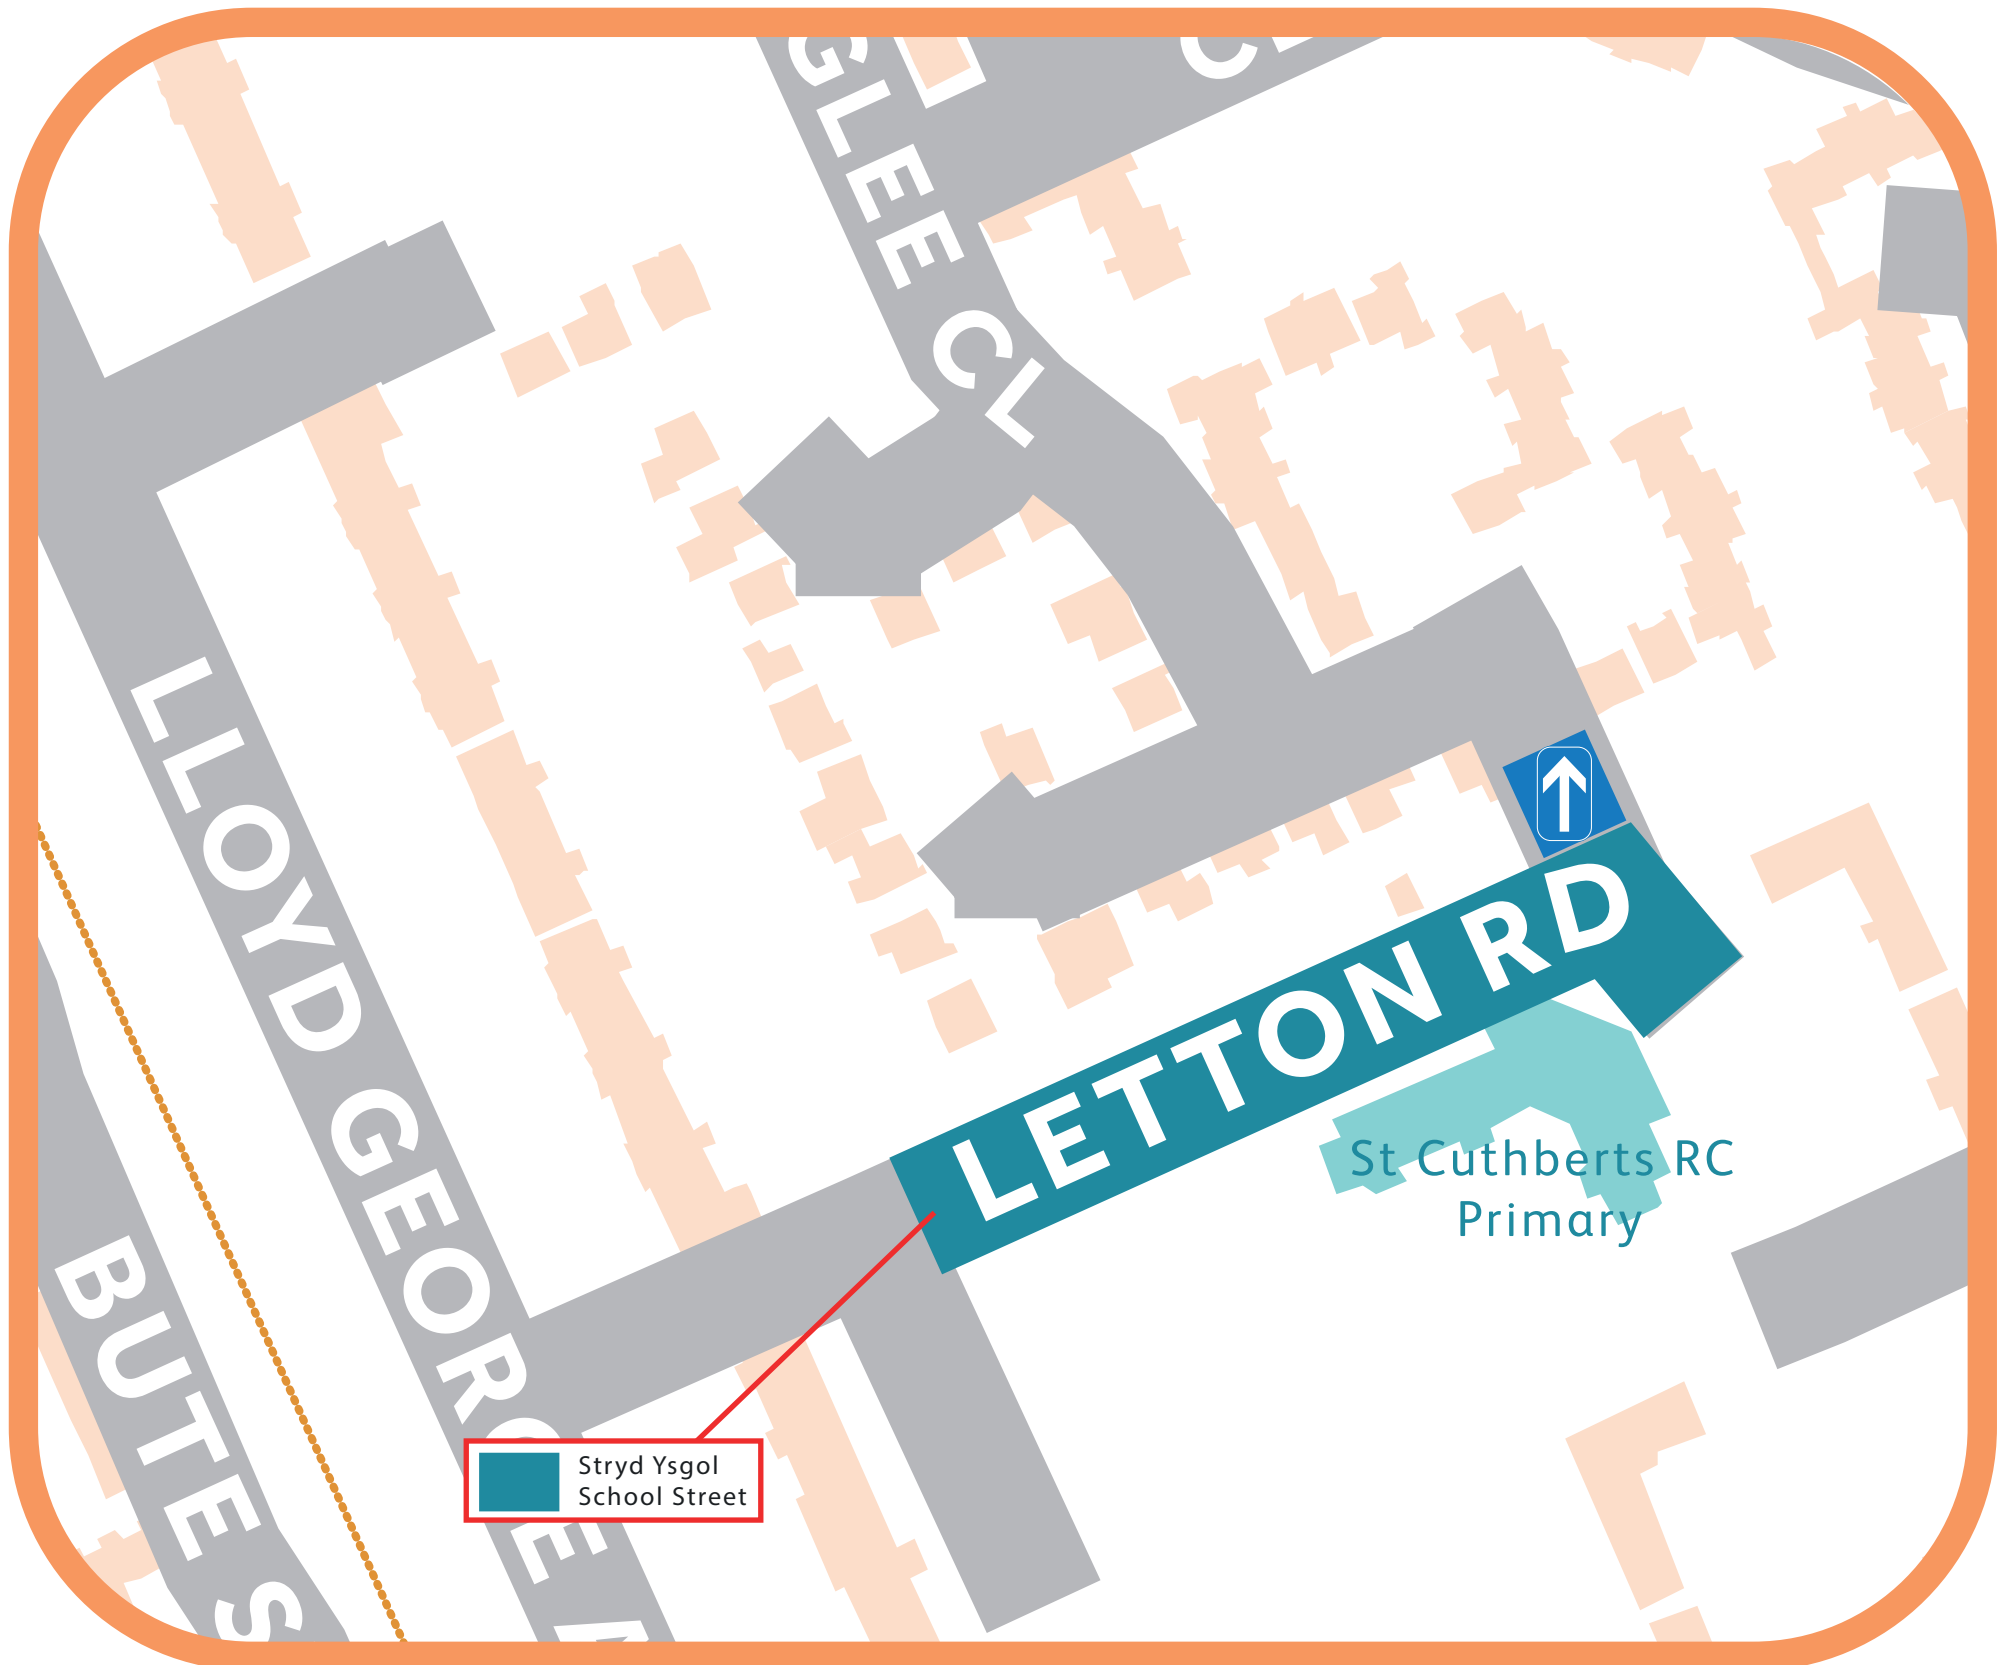 GLEE CL
LLOYD GEORGE A
BUTE S
LETTON RD
St Cuthberts RC
Primary
Stryd Ysgol
School Street